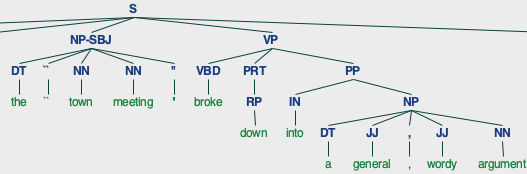 S
NP-SBJ VP
DT `` NN NN " VBD PRT PP
the `` town meeting " broke RP IN NP
down into DT JJ , JJ NN
a general , wordy argument